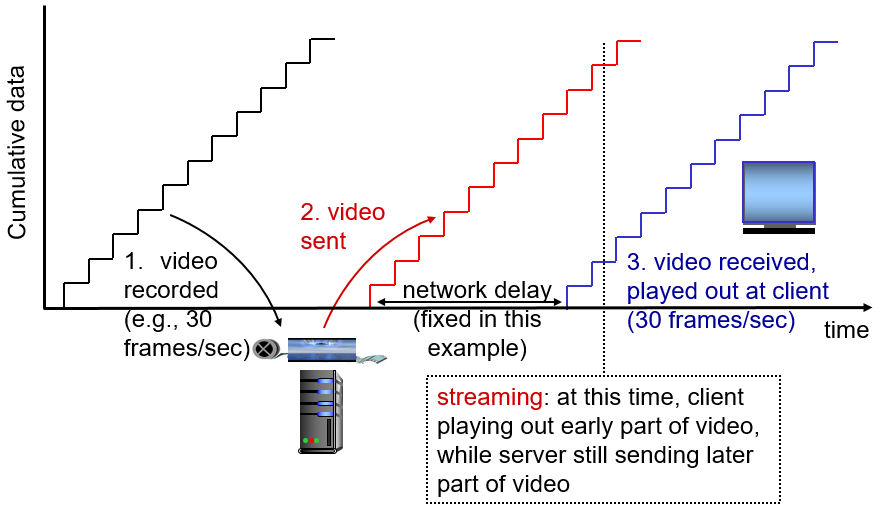 Cumulative data
1. video
recorded
(e.g., 30
frames/sec)
2. video
sent
network delay
(fixed in this
example)
3. video received,
played out at client
(30 frames/sec)
time
streaming: at this time, client
playing out early part of video,
while server still sending later
part of video